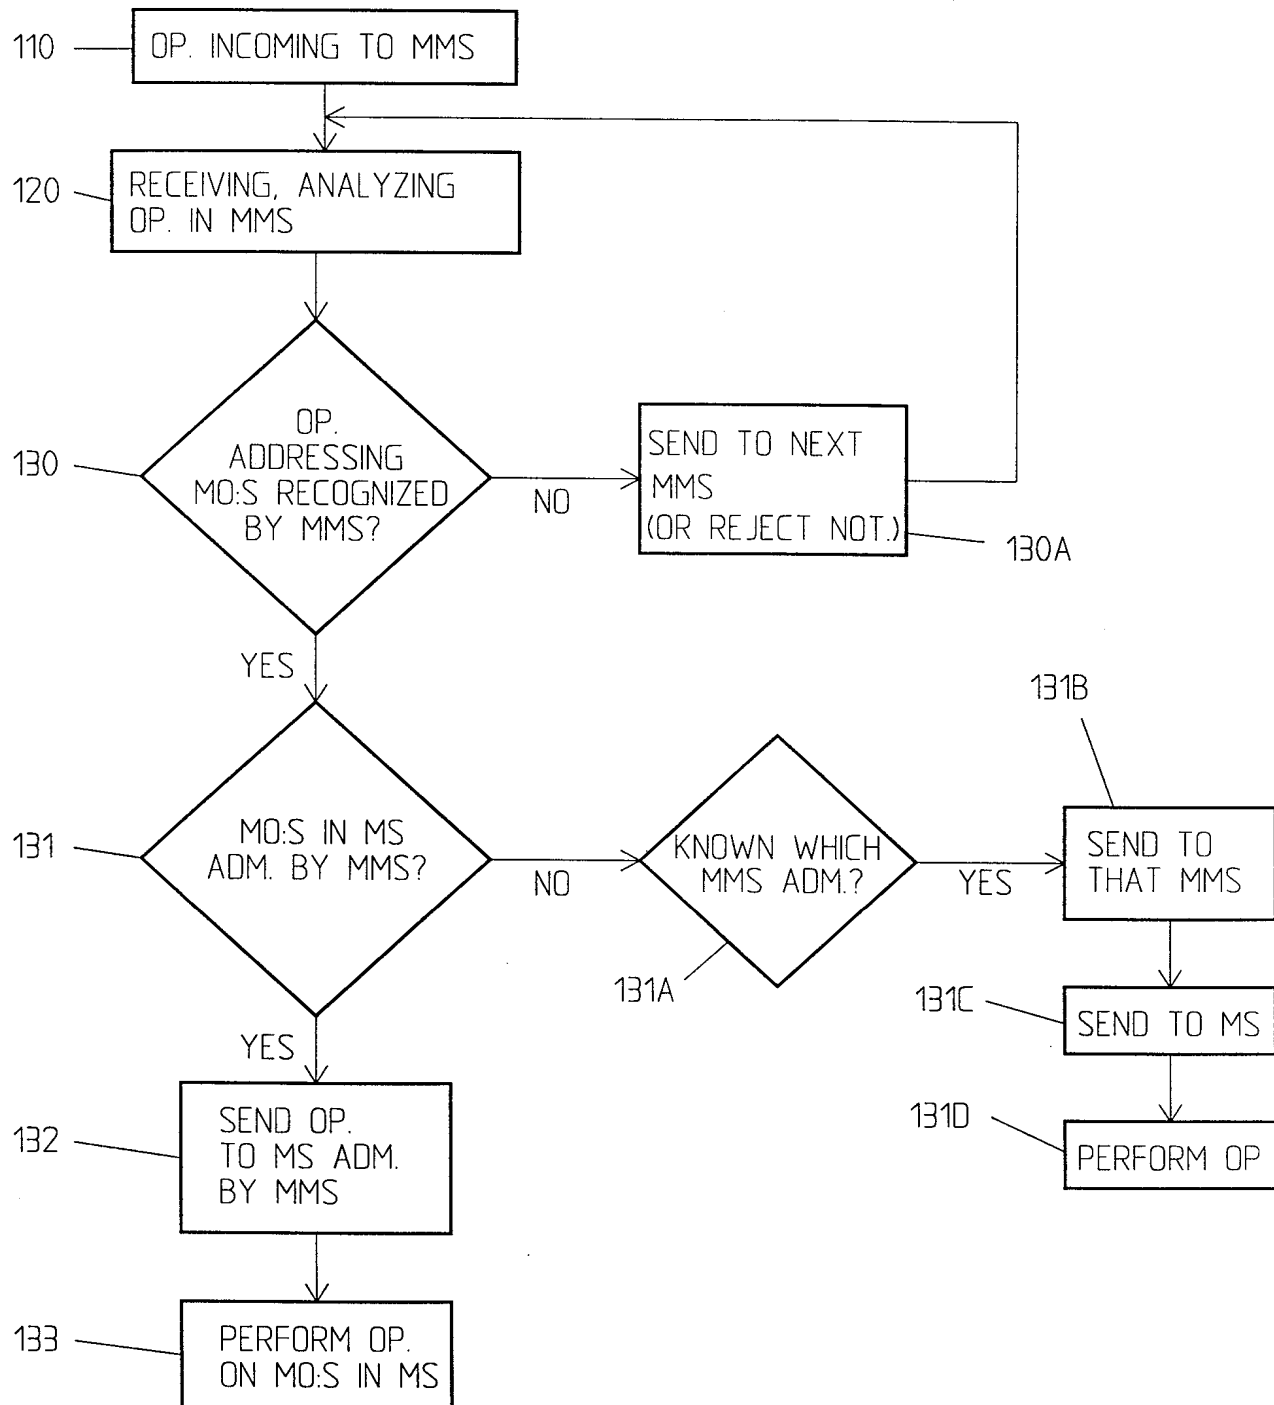 110
OP. INCOMING TO MMS
120
RECEIVING, ANALYZING
OP. IN MMS
130
OP.
ADDRESSING
MO:S RECOGNIZED
BY MMS?
NO
SEND TO NEXT
MMS
(OR REJECT NOT.)
130A
YES
131
MO:S IN MS
ADM. BY MMS?
NO
KNOWN WHICH
MMS ADM.?
131A
YES
131B
SEND TO
THAT MMS
131C
SEND TO MS
131D
PERFORM OP
YES
132
SEND OP.
TO MS ADM.
BY MMS
133
PERFORM OP.
ON MO:S IN MS